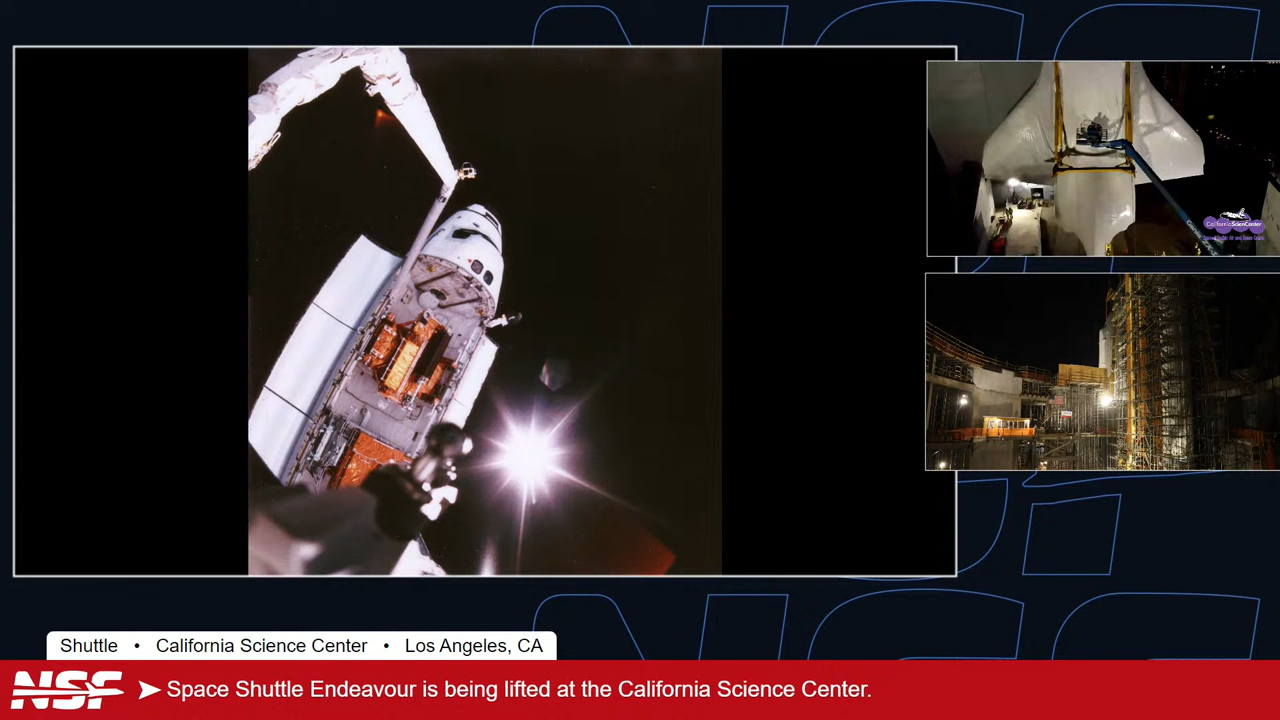 CaliforniaScienCenter
Shuttle • California Science Center • Los Angeles, CA
NSF
Space Shuttle Endeavour is being lifted at the California Science Center.